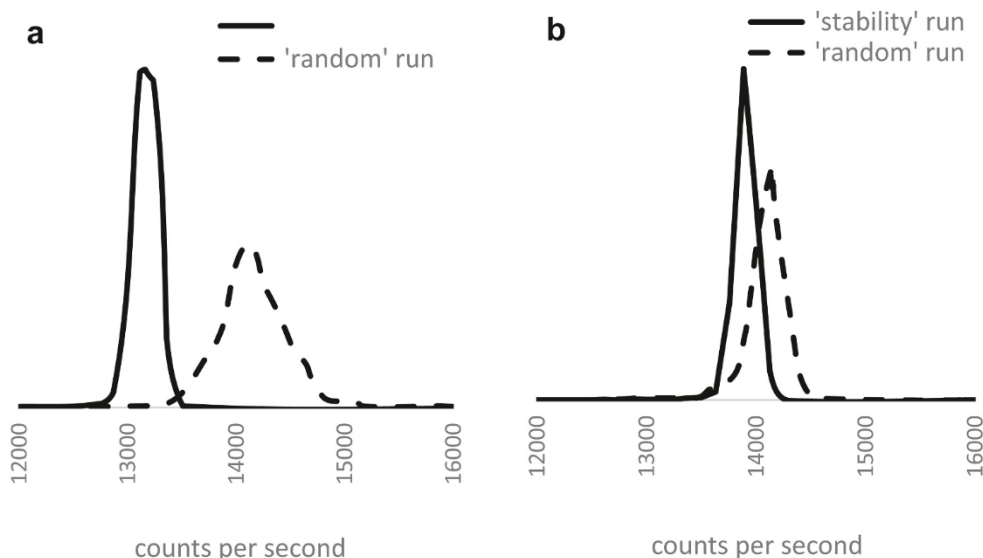 a
'random' run
12000
13000
14000
15000
16000
counts per second
b
'stability' run
'random' run
12000
13000
14000
15000
16000
counts per second